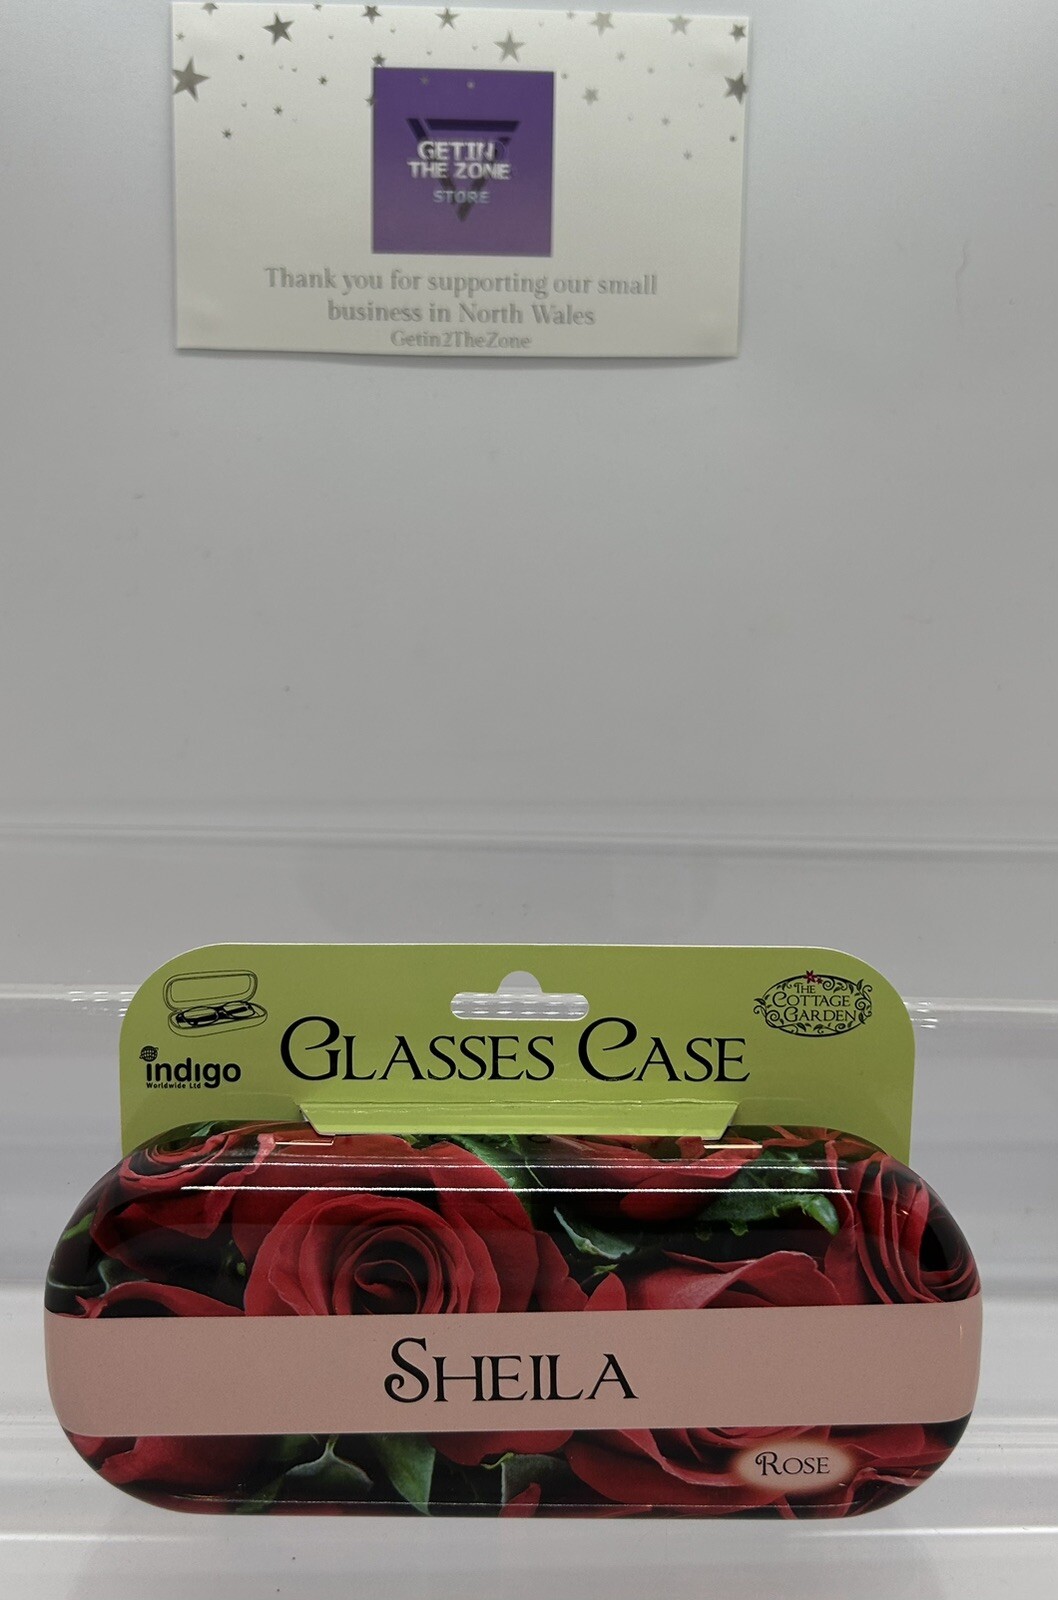 GETIN
THE ZONE
STORE
Thank you for supporting our small
business in North Wales
Getin2TheZone
indigo
Worldwide Ltd
GLASSES CASE
THE
COTTAGE
GARDEN
SHEILA
ROSE